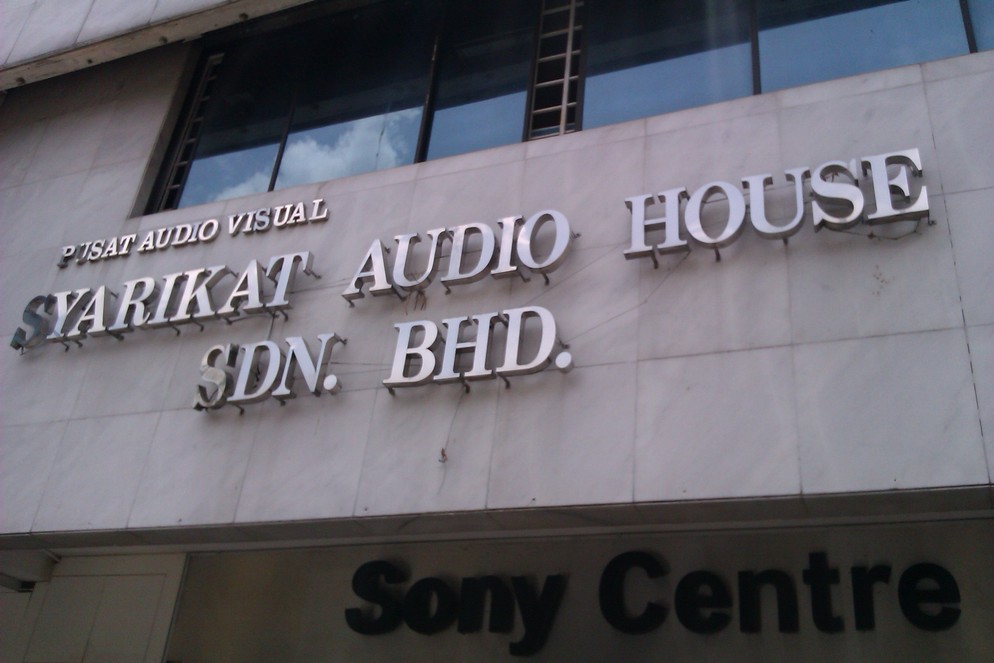 PUSAT AUDIO VISUAL
SYARIKAT AUDIO HOUSE
SDN. BHD.
Sony Centre